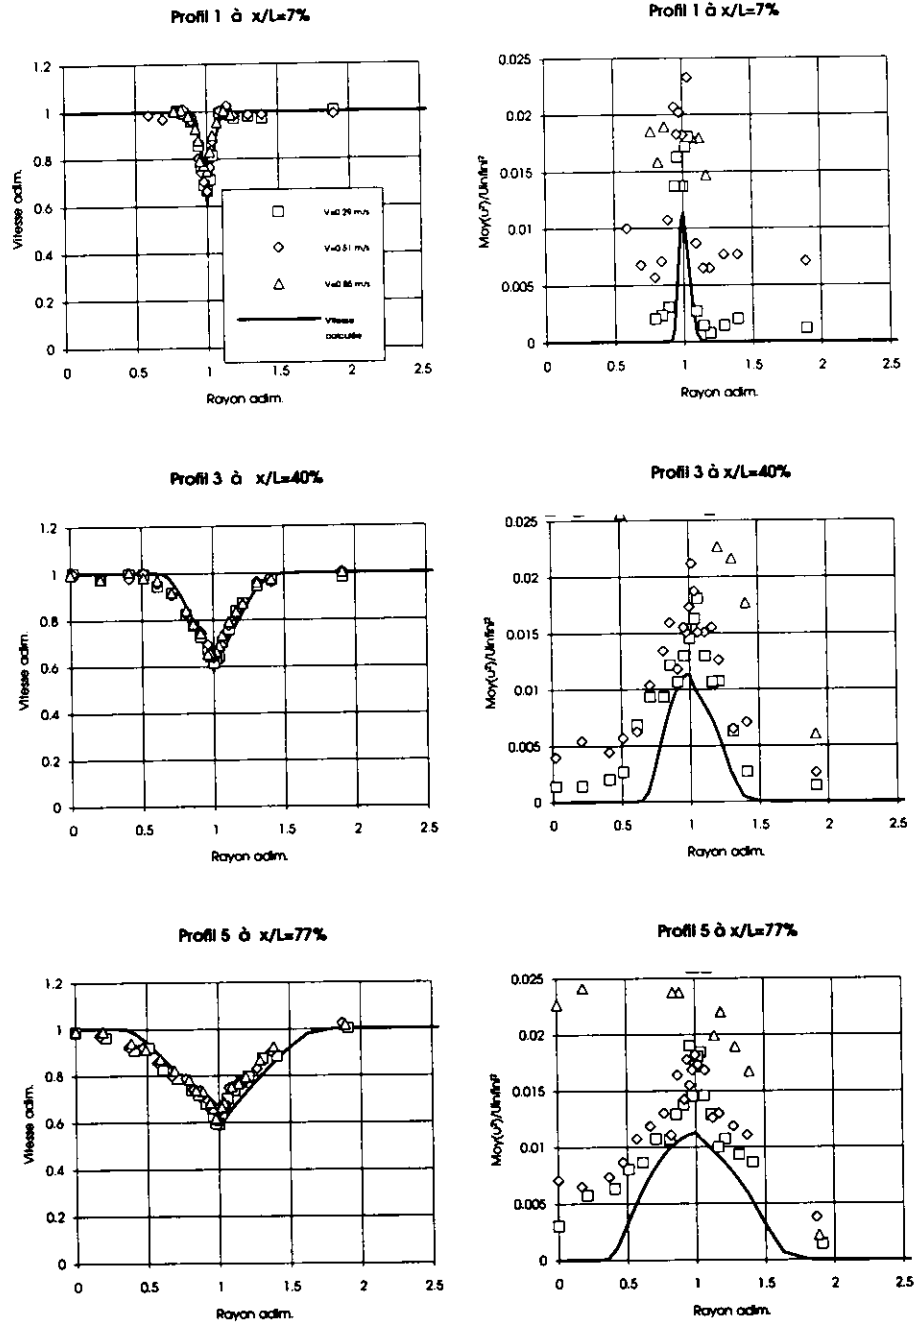 Profil 1 à x/L=7%
1.2
1
0.8
0.6
0.4
0.2
0
0 0.5 1 1.5 2 2.5
Vitesse adim.
Rayon adim.
V=0.29 m/s
V=0.51 m/s
V=0.85 m/s
Vitesse
calculée
Profil 1 à x/L=7%
0.025
0.02
0.015
0.01
0.005
0
0 0.5 1 1.5 2 2.5
Moy(u²)/Uinfini²
Rayon adim.
Profil 3 à x/L=40%
1.2
1
0.8
0.6
0.4
0.2
0
0 0.5 1 1.5 2 2.5
Vitesse adim.
Rayon adim.
Profil 3 à x/L=40%
0.025
0.02
0.015
0.01
0.005
0
0 0.5 1 1.5 2 2.5
Moy(u²)/Uinfini²
Rayon adim.
Profil 5 à x/L=77%
1.2
1
0.8
0.6
0.4
0.2
0
0 0.5 1 1.5 2 2.5
Vitesse adim.
Rayon adim.
Profil 5 à x/L=77%
0.025
0.02
0.015
0.01
0.005
0
0 0.5 1 1.5 2 2.5
Moy(u²)/Uinfini²
Rayon adim.